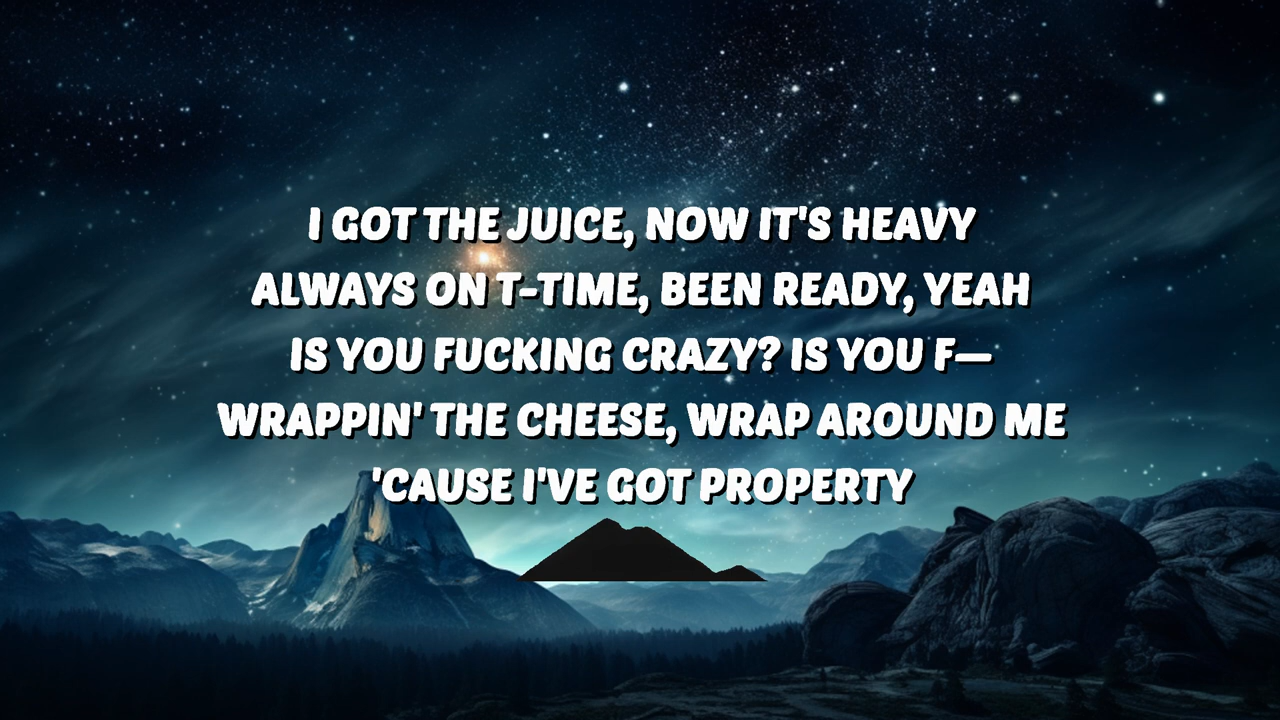 I GOT THE JUICE, NOW IT'S HEAVY
ALWAYS ON T-TIME, BEEN READY, YEAH
IS YOU FUCKING CRAZY? IS YOU F—
WRAPPIN' THE CHEESE, WRAP AROUND ME
'CAUSE I'VE GOT PROPERTY